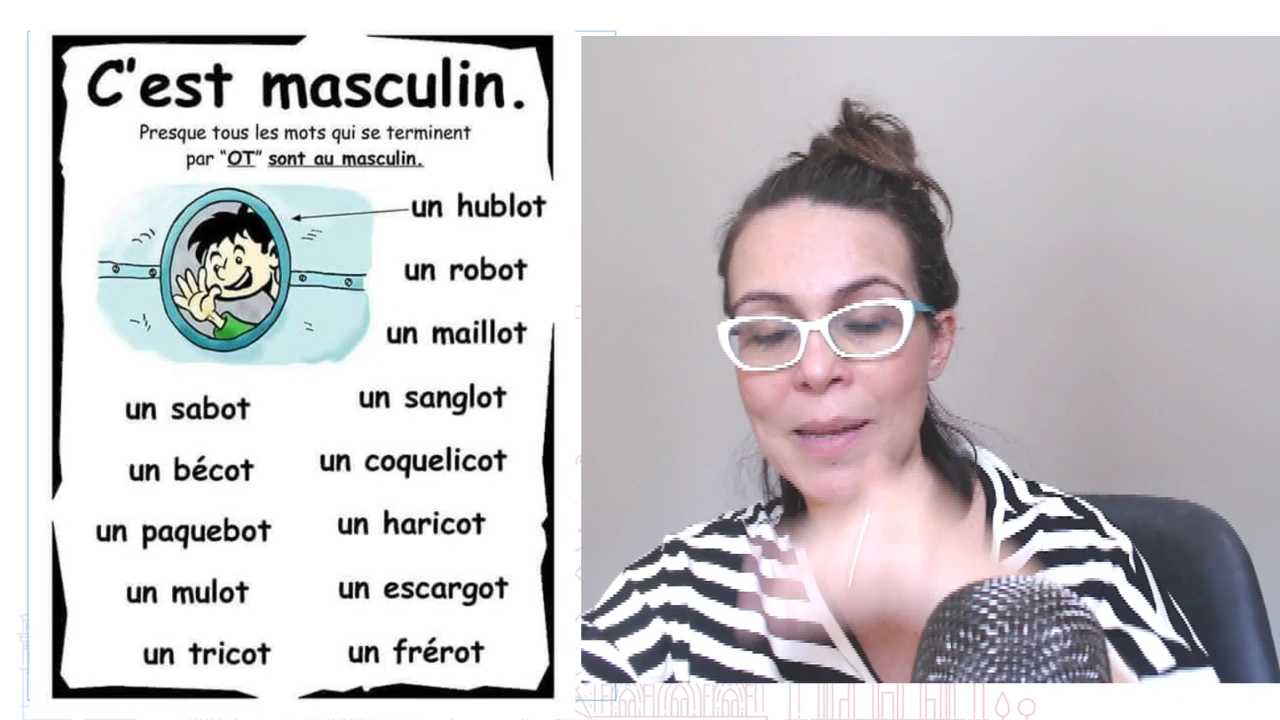 C'est masculin.
Presque tous les mots qui se terminent
par "OT" sont au masculin.
un hublot
un robot
un maillot
un sanglot
un sabot
un coquelicot
un bécot
un haricot
un paquebot
un escargot
un mulot
un frérot
un tricot